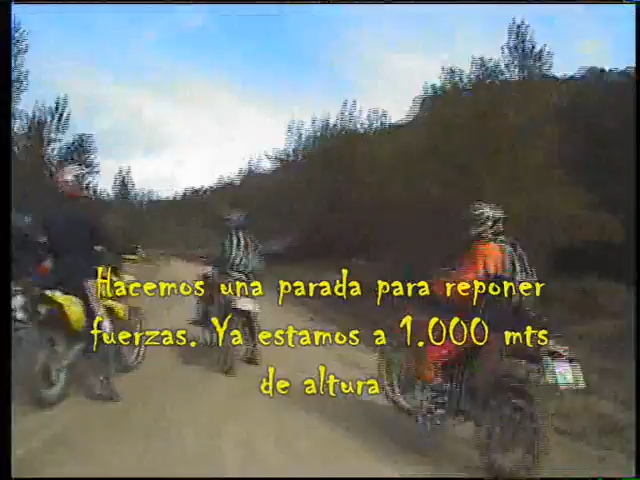 Hacemos una parada para reponer
fuerzas. Ya estamos a 1.000 mts
de altura